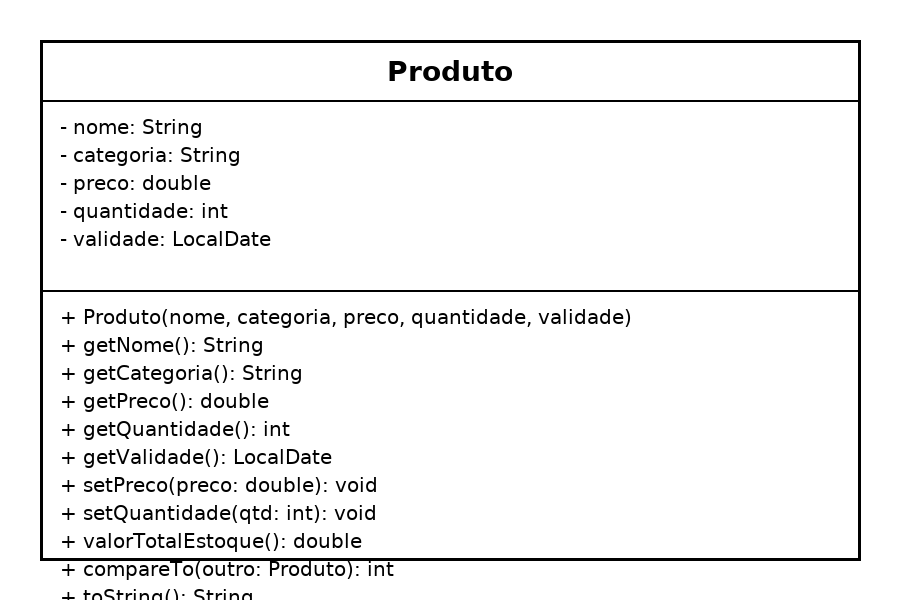 Produto
- nome: String
- categoria: String
- preco: double
- quantidade: int
- validade: LocalDate
+ Produto(nome, categoria, preco, quantidade, validade)
+ getNome(): String
+ getCategoria(): String
+ getPreco(): double
+ getQuantidade(): int
+ getValidade(): LocalDate
+ setPreco(preco: double): void
+ setQuantidade(qtd: int): void
+ valorTotalEstoque(): double
+ compareTo(outro: Produto): int
+ toString(): String